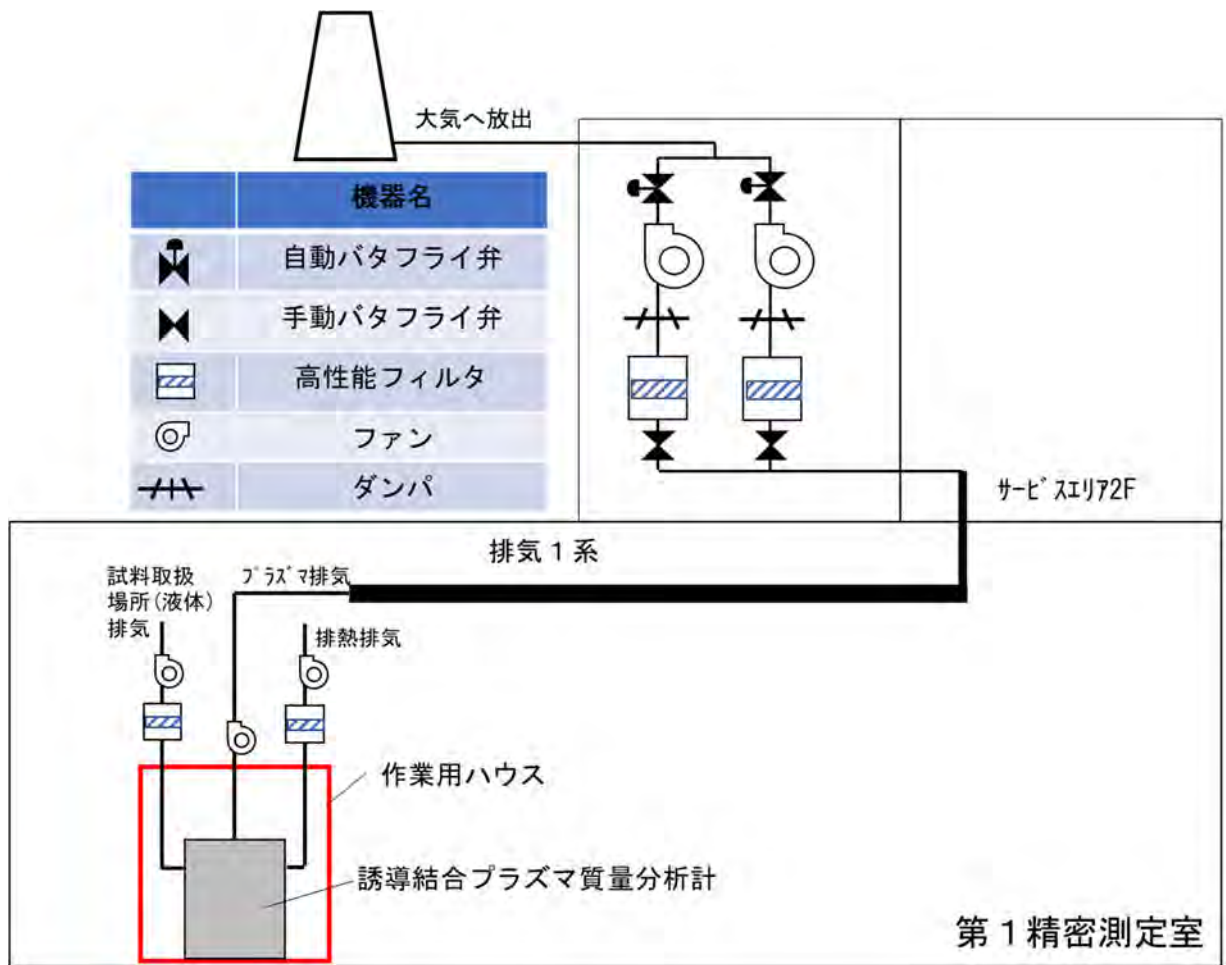 大気へ放出
機器名
自動バタフライ弁
手動バタフライ弁
高性能フィルタ
ファン
ダンパ
ｻｰﾋﾞｽｴﾘｱ2F
排気１系
試料取扱
場所(液体)
排気
ﾌﾟﾗｽﾞﾏ排気
排熱排気
作業用ハウス
誘導結合プラズマ質量分析計
第１精密測定室